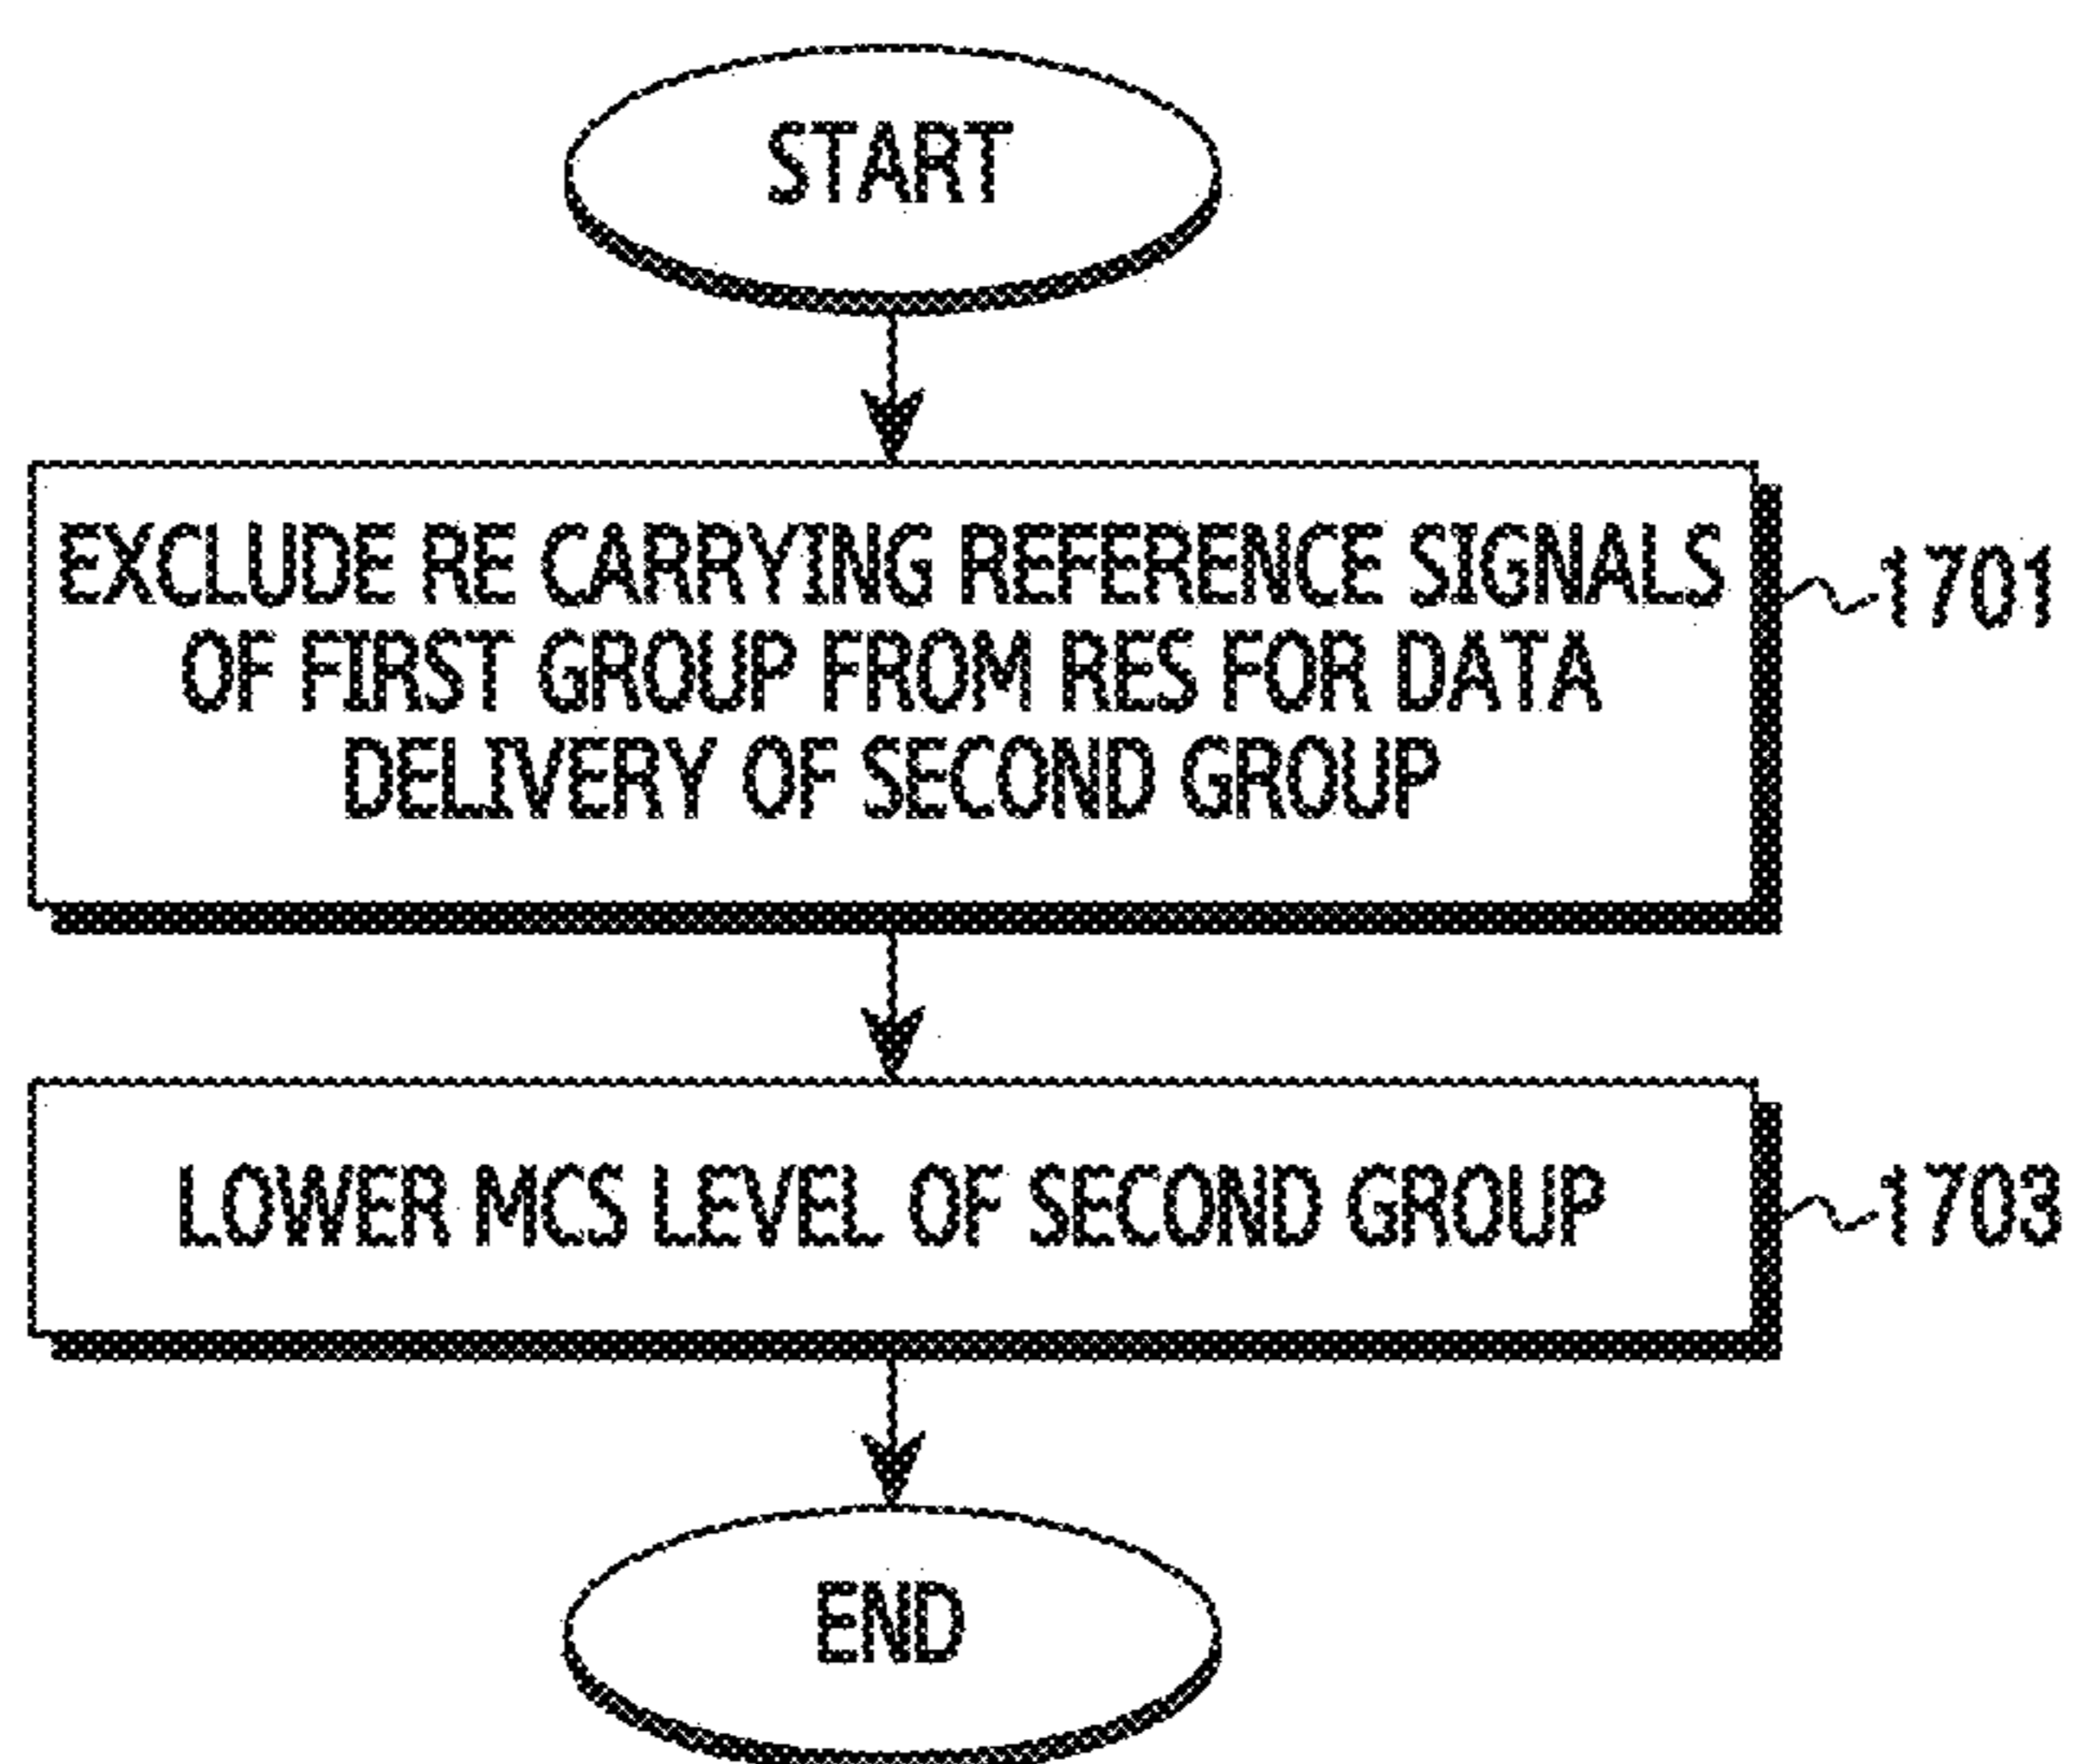 START
EXCLUDE RE CARRYING REFERENCE SIGNALS
OF FIRST GROUP FROM RES FOR DATA
DELIVERY OF SECOND GROUP
1701
LOWER MCS LEVEL OF SECOND GROUP
1703
END